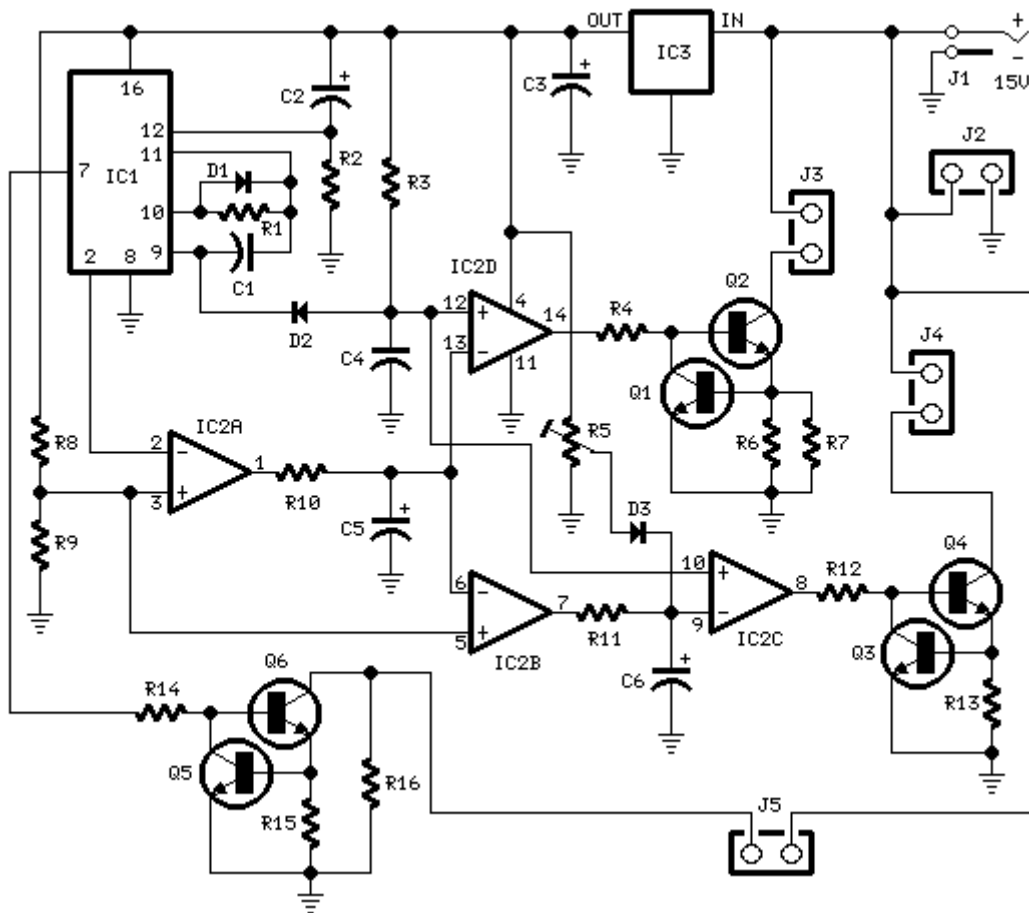 OUT IN
IC3
+
-
J1 15V
16
C2 +
C3 +
12
11
7 IC1
D1
10 R1
9
2 8
C1
R2
R3
J2
J3
IC2D
12 + 4 14
13 -
11
D2
C4
R4
Q2
Q1
J4
R5
R6 R7
R8
IC2A
2 -
1
3 +
R10
R9
C5 +
D3
10 +
8
9 -
IC2C
R12
Q4
6 -
7
5 +
IC2B
R11
C6 +
Q3
R13
Q6
R14
Q5
R15
R16
J5